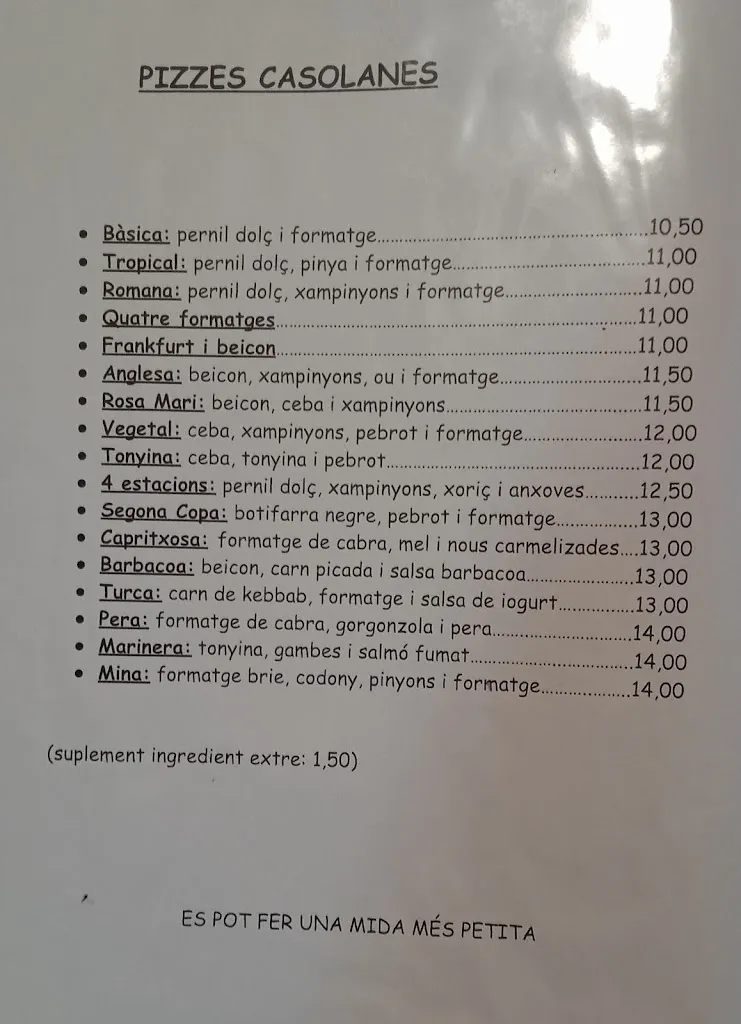 PIZZES CASOLANES
• Bàsica: pernil dolç i formatge..........................................10,50
• Tropical: pernil dolç, pinya i formatge..............................11,00
• Romana: pernil dolç, xampinyons i formatge.....................11,00
• Quatre formatges.......................................................11,00
• Frankfurt i beicon.......................................................11,00
• Anglesa: beicon, xampinyons, ou i formatge......................11,50
• Rosa Mari: beicon, ceba i xampinyons..............................11,50
• Vegetal: ceba, xampinyons, pebrot i formatge..................12,00
• Tonyina: ceba, tonyina i pebrot.......................................12,00
• 4 estacions: pernil dolç, xampinyons, xoriç i anxoves..........12,50
• Segona Copa: botifarra negre, pebrot i formatge...............13,00
• Capritxosa: formatge de cabra, mel i nous carmelizades....13,00
• Barbacoa: beicon, carn picada i salsa barbacoa..................13,00
• Turca: carn de kebbab, formatge i salsa de iogurt............13,00
• Pera: formatge de cabra, gorgonzola i pera.....................14,00
• Marinera: tonyina, gambes i salmó fumat.........................14,00
• Mina: formatge brie, codony, pinyons i formatge...............14,00
(suplement ingredient extre: 1,50)
ES POT FER UNA MIDA MÉS PETITA